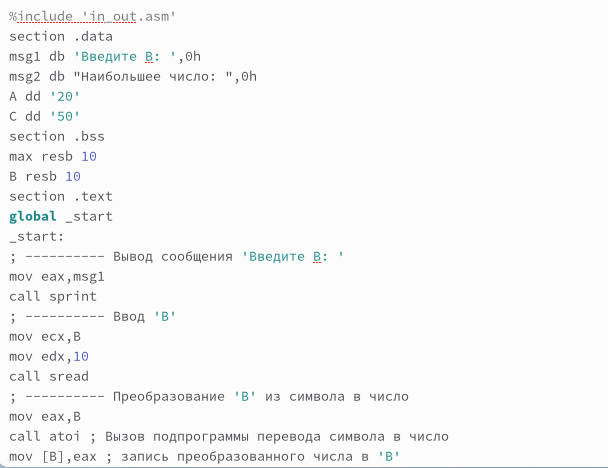 %include 'in_out.asm'
section .data
msg1 db 'Введите B: ',0h
msg2 db "Наибольшее число: ",0h
A dd '20'
C dd '50'
section .bss
max resb 10
B resb 10
section .text
global _start
_start:
; ---------- Вывод сообщения 'Введите B: '
mov eax,msg1
call sprint
; ---------- Ввод 'B'
mov ecx,B
mov edx,10
call sread
; ---------- Преобразование 'B' из символа в число
mov eax,B
call atoi ; Вызов подпрограммы перевода символа в число
mov [B],eax ; запись преобразованного числа в 'B'